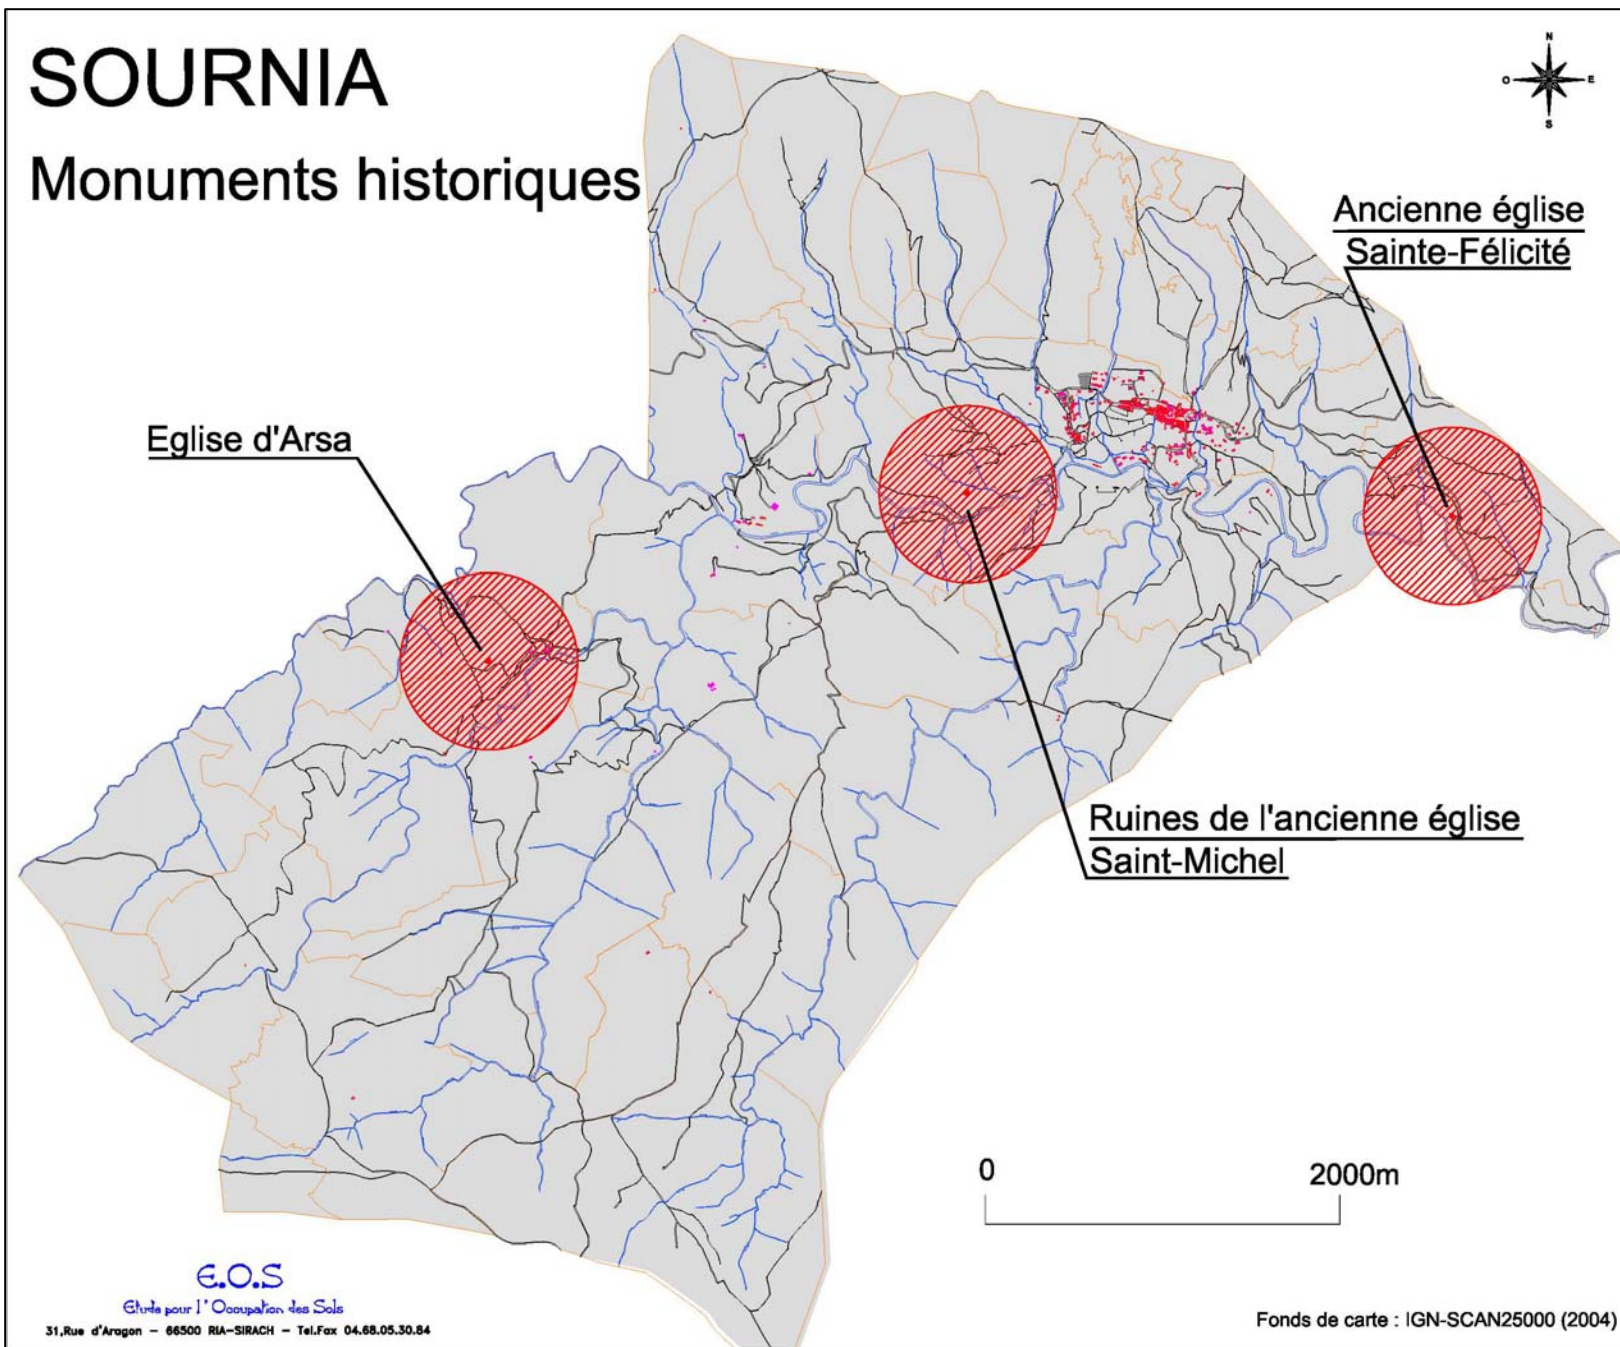 SOURNIA
Monuments historiques
N
O
E
S
Ancienne église
Sainte-Félicité
Eglise d'Arsa
Ruines de l'ancienne église
Saint-Michel
0
2000m
E.O.S
Etude pour l'Occupation des Sols
31,Rue d'Aragon – 66500 RIA–SIRACH – Tel.Fax 04.68.05.30.84
Fonds de carte : IGN-SCAN25000 (2004)